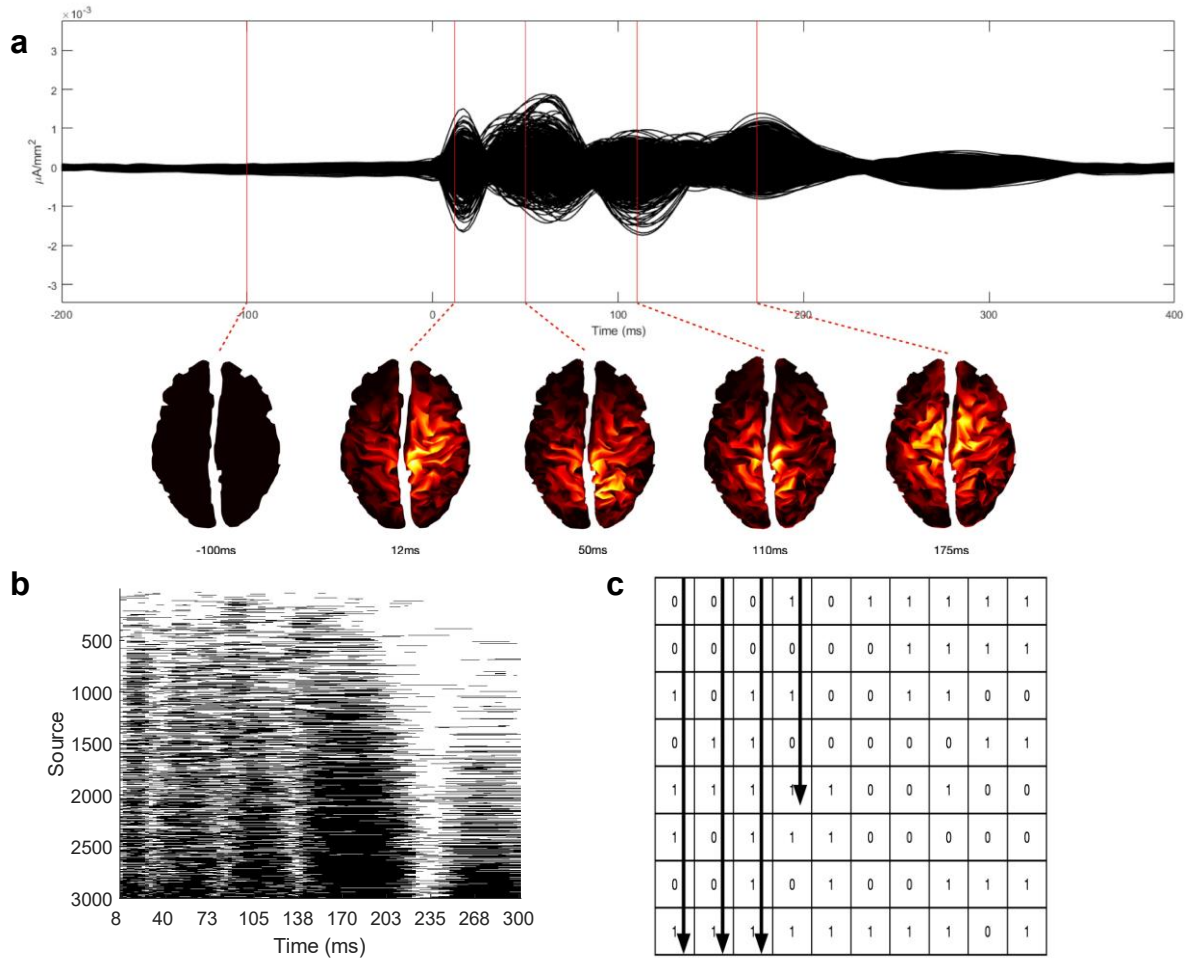 a
×10⁻³
3
2
1
0
-1
-2
-3
μA/mm²
-200 -100 0 100 200 300 400
Time (ms)
-100ms 12ms 50ms 110ms 175ms
b
500
1000
1500
2000
2500
3000
Source
8 40 73 105 138 170 203 235 268 300
Time (ms)
c
0 0 0 1 0 1 1 1 1 1
0 0 0 0 0 0 1 1 1 1
1 0 1 1 0 0 1 1 0 0
0 1 1 0 0 0 0 0 1 1
1 1 1 1 1 0 0 1 0 0
1 0 1 1 1 0 0 0 0 0
0 0 1 0 1 0 0 1 1 1
1 1 1 1 1 1 1 1 0 1